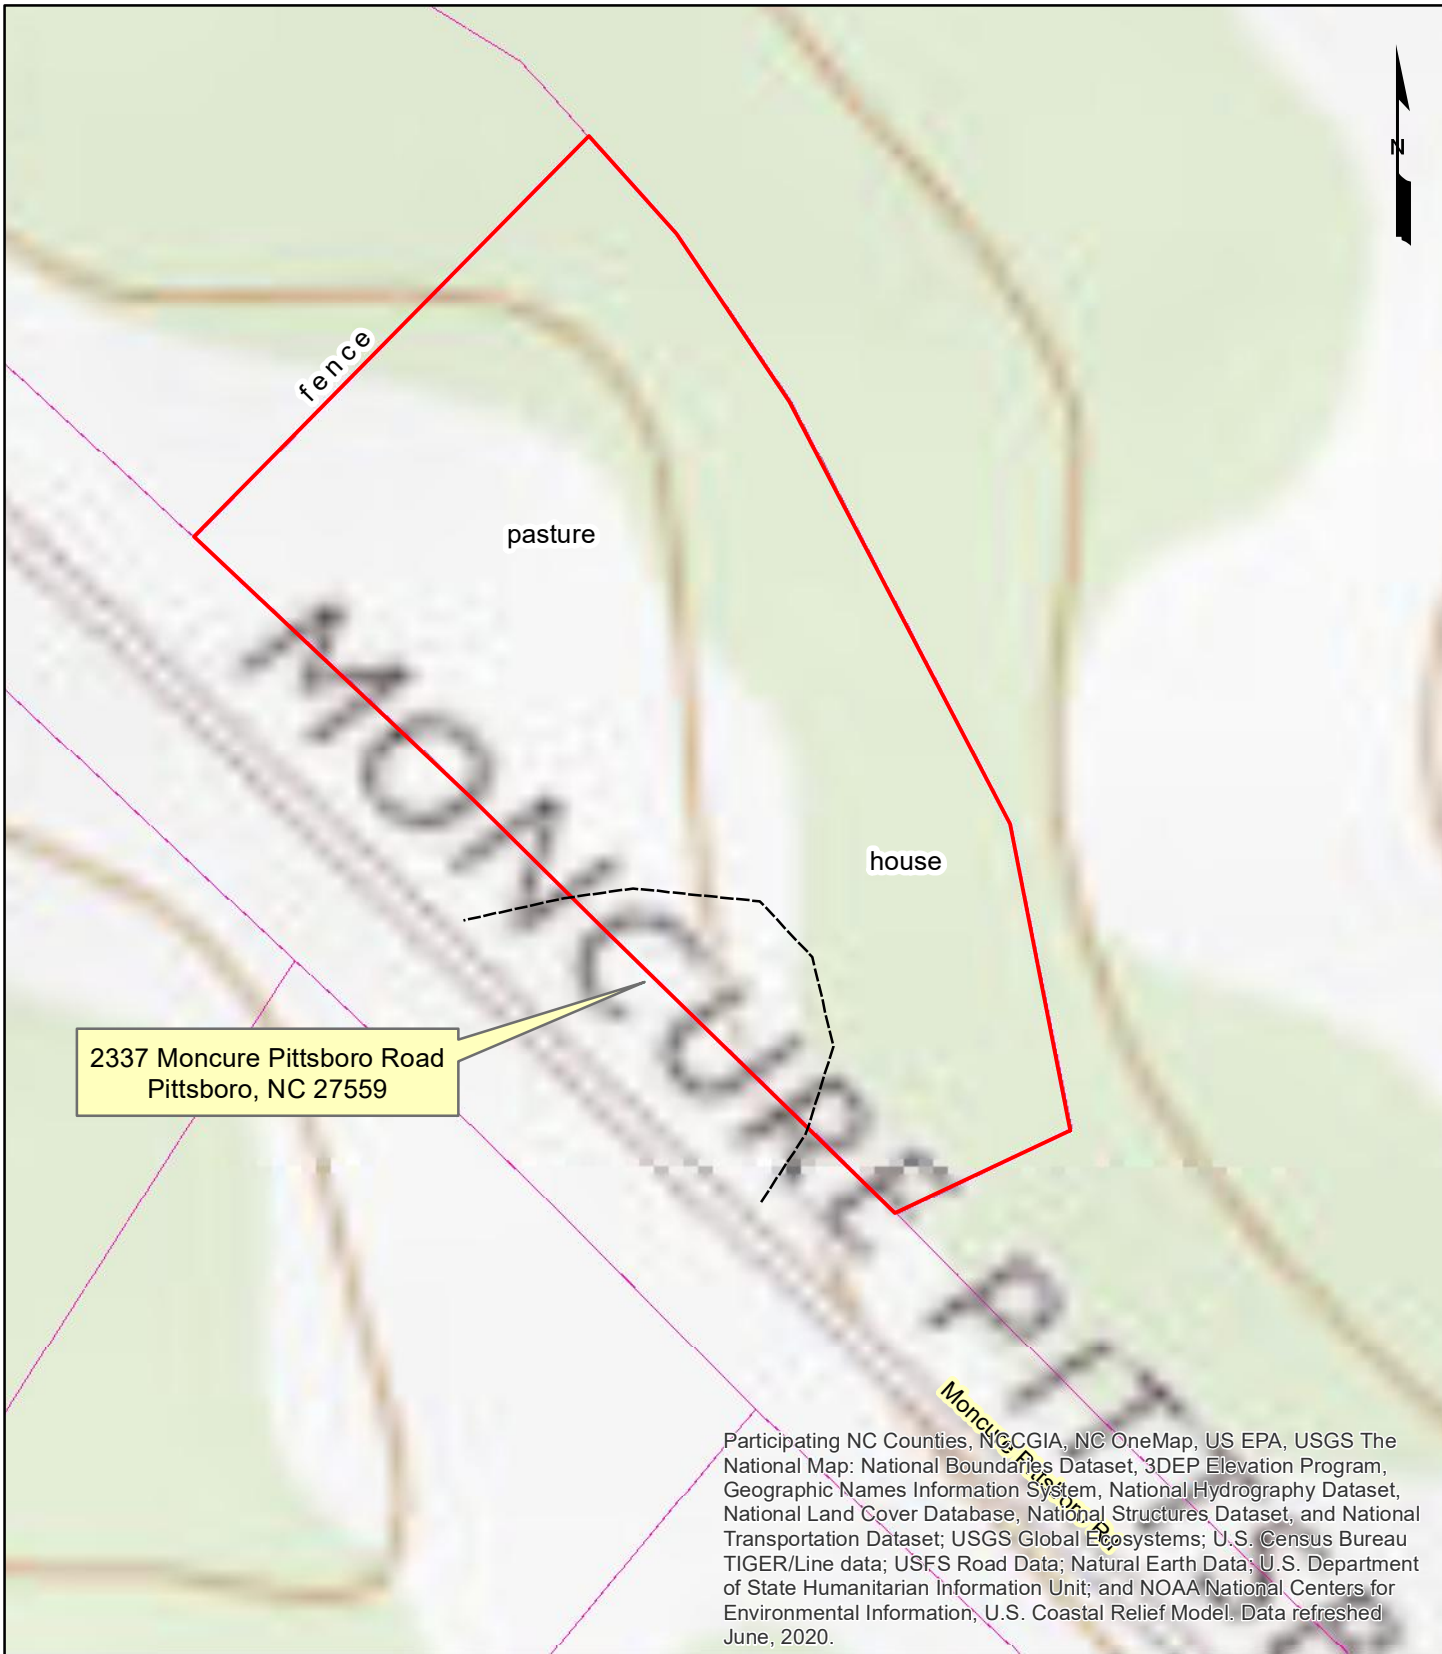 N
fence
pasture
MONCURE PITTSB
house
2337 Moncure Pittsboro Road
Pittsboro, NC 27559
Moncure Pittsboro Rd
Participating NC Counties, NCCGIA, NC OneMap, US EPA, USGS The
National Map: National Boundaries Dataset, 3DEP Elevation Program,
Geographic Names Information System, National Hydrography Dataset,
National Land Cover Database, National Structures Dataset, and National
Transportation Dataset; USGS Global Ecosystems; U.S. Census Bureau
TIGER/Line data; USFS Road Data; Natural Earth Data; U.S. Department
of State Humanitarian Information Unit; and NOAA National Centers for
Environmental Information, U.S. Coastal Relief Model. Data refreshed
June, 2020.